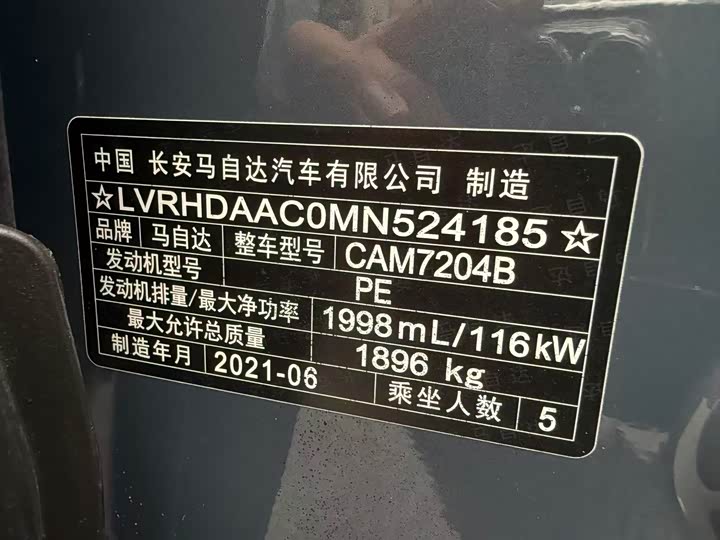 中国 长安马自达汽车有限公司 制造
☆LVRHDAAC0MN524185☆
品牌 马自达 整车型号 CAM7204B
发动机型号 PE
发动机排量/最大净功率 1998mL/116kW
最大允许总质量 1896 kg
制造年月 2021-06 乘坐人数 5